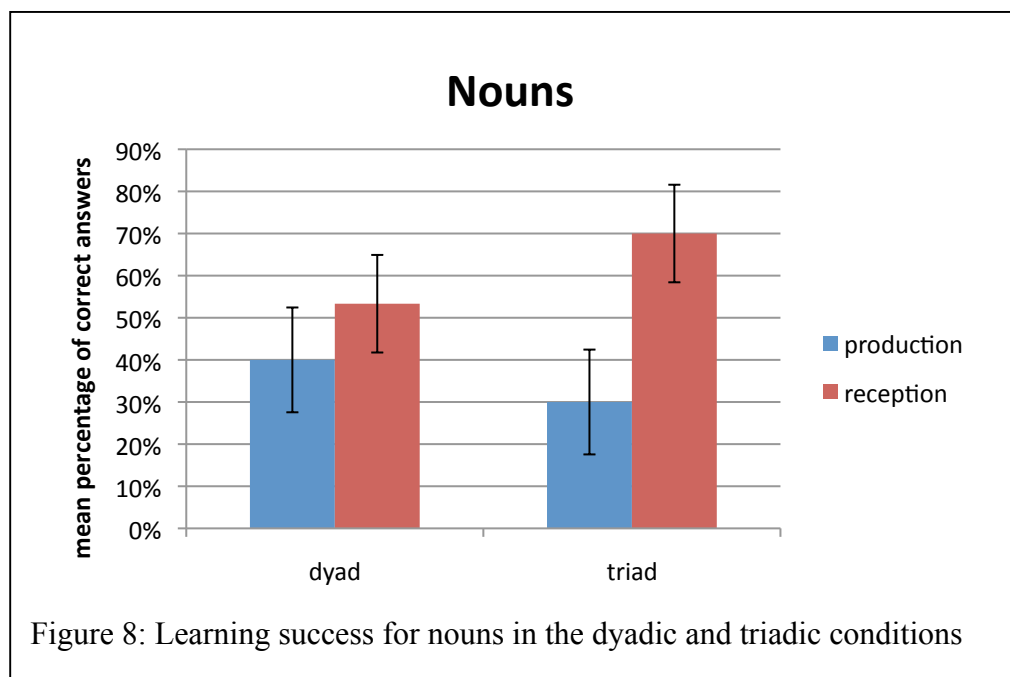 Nouns
mean percentage of correct answers
90%
80%
70%
60%
50%
40%
30%
20%
10%
0%
dyad
triad
production
reception
Figure 8: Learning success for nouns in the dyadic and triadic conditions